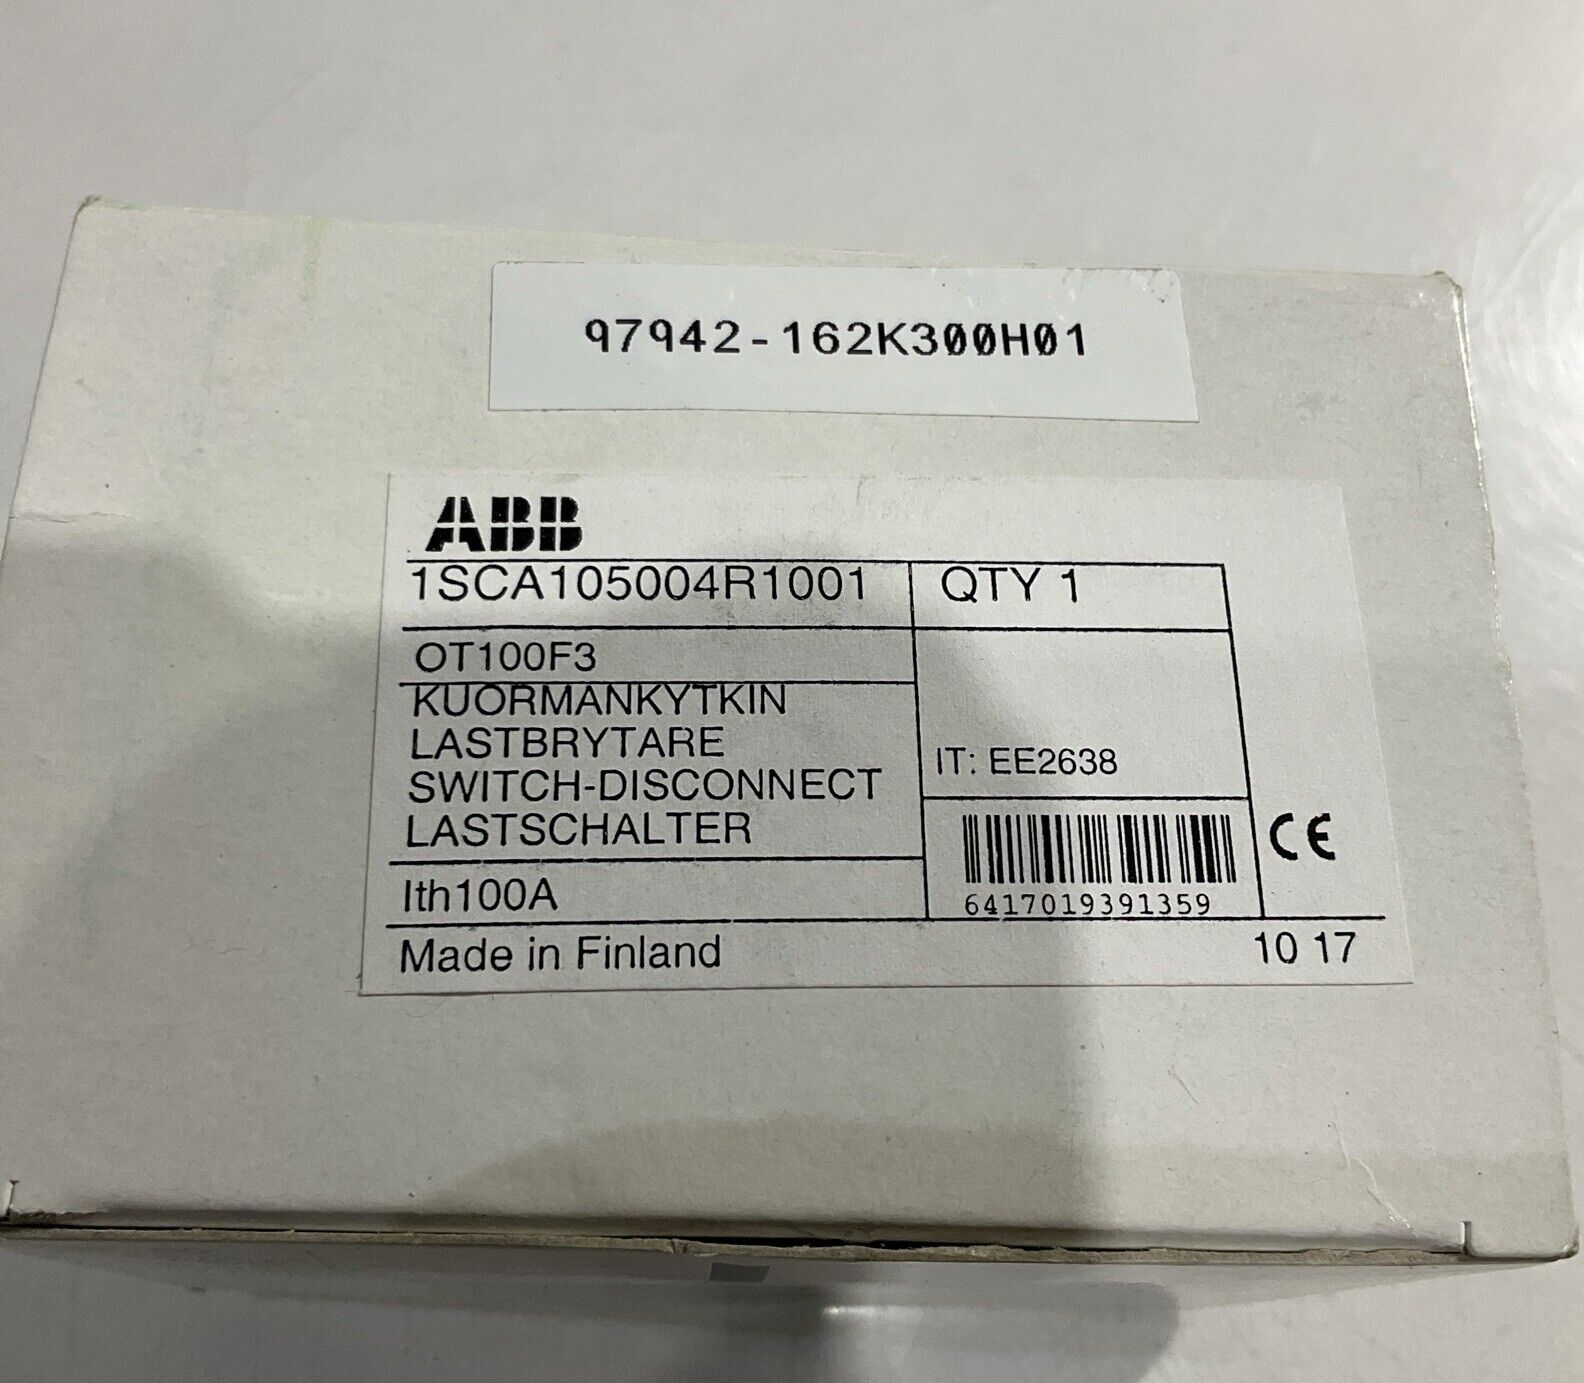 97942-162K300H01
ABB
1SCA105004R1001 QTY 1
OT100F3
KUORMANKYTKIN
LASTBRYTARE
SWITCH-DISCONNECT
LASTSCHALTER
IT: EE2638
Ith100A
6417019391359
CE
Made in Finland
10 17